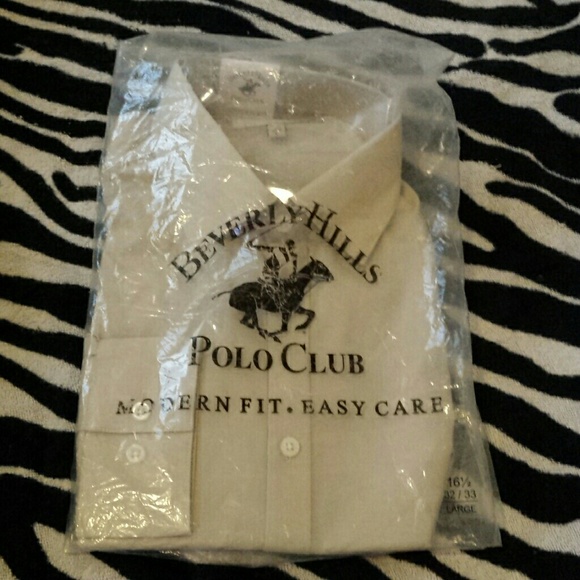 BEVERLY HILLS
POLO CLUB
MODERN FIT. EASY CARE
16½
32/33
LARGE